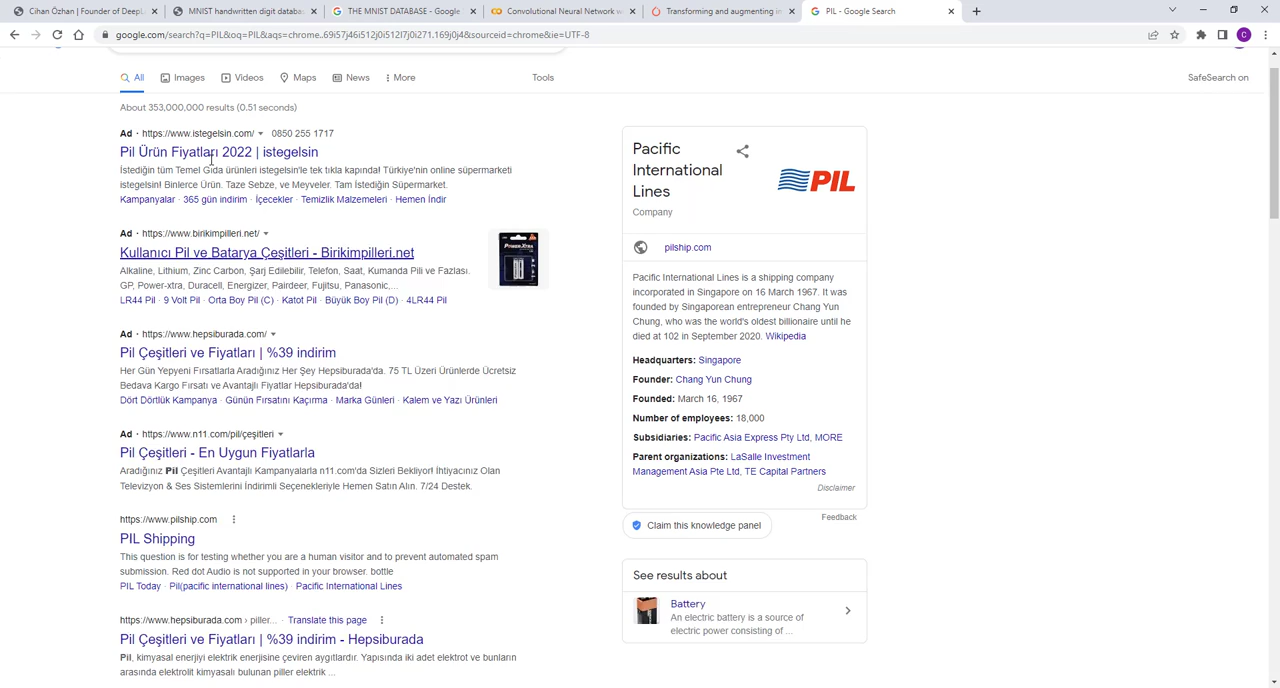 Cihan Özhan | Founder of DeepL
MNIST handwritten digit databas
THE MNIST DATABASE - Google
Convolutional Neural Network w
Transforming and augmenting in
PIL - Google Search
google.com/search?q=PIL&oq=PIL&aqs=chrome..69i57j46i512j0i512l7j0i271.169j0j4&sourceid=chrome&ie=UTF-8
C
All Images Videos Maps News More Tools SafeSearch on
About 353,000,000 results (0.51 seconds)
Ad · https://www.istegelsin.com/ 0850 255 1717
Pil Ürün Fiyatları 2022 | istegelsin
İstediğin tüm Temel Gıda ürünleri istegelsin'le tek tıkla kapında! Türkiye'nin online süpermarketi
istegelsin! Binlerce Ürün. Taze Sebze, ve Meyveler. Tam İstediğin Süpermarket.
Kampanyalar · 365 gün indirim · İçecekler · Temizlik Malzemeleri · Hemen İndir
Ad · https://www.birikimpilleri.net/
Kullanıcı Pil ve Batarya Çeşitleri - Birikimpilleri.net
Alkaline, Lithium, Zinc Carbon, Şarj Edilebilir, Telefon, Saat, Kumanda Pili ve Fazlası.
GP, Power-xtra, Duracell, Energizer, Pairdeer, Fujitsu, Panasonic,...
LR44 Pil · 9 Volt Pil · Orta Boy Pil (C) · Katot Pil · Büyük Boy Pil (D) · 4LR44 Pil
Ad · https://www.hepsiburada.com/
Pil Çeşitleri ve Fiyatları | %39 indirim
Her Gün Yepyeni Fırsatlarla Aradığınız Her Şey Hepsiburada'da. 75 TL Üzeri Ürünlerde Ücretsiz
Bedava Kargo Fırsatı ve Avantajlı Fiyatlar Hepsiburada'da!
Dört Dörtlük Kampanya · Günün Fırsatını Kaçırma · Marka Günleri · Kalem ve Yazı Ürünleri
Ad · https://www.n11.com/pil/çeşitleri
Pil Çeşitleri - En Uygun Fiyatlarla
Aradığınız Pil Çeşitleri Avantajlı Kampanyalarla n11.com'da Sizleri Bekliyor! İhtiyacınız Olan
Televizyon & Ses Sistemlerini İndirimli Seçenekleriyle Hemen Satın Alın. 7/24 Destek.
https://www.pilship.com
PIL Shipping
This question is for testing whether you are a human visitor and to prevent automated spam
submission. Red dot Audio is not supported in your browser. bottle
PIL Today · Pil(pacific international lines) · Pacific International Lines
https://www.hepsiburada.com › piller... · Translate this page
Pil Çeşitleri ve Fiyatları | %39 indirim - Hepsiburada
Pil, kimyasal enerjiyi elektrik enerjisine çeviren aygıtlardır. Yapısında iki adet elektrot ve bunların
arasında elektrolit kimyasalı bulunan piller elektrik ...
Pacific
International
Lines
PIL
Company
pilship.com
Pacific International Lines is a shipping company
incorporated in Singapore on 16 March 1967. It was
founded by Singaporean entrepreneur Chang Yun
Chung, who was the world's oldest billionaire until he
died at 102 in September 2020. Wikipedia
Headquarters: Singapore
Founder: Chang Yun Chung
Founded: March 16, 1967
Number of employees: 18,000
Subsidiaries: Pacific Asia Express Pty Ltd, MORE
Parent organizations: LaSalle Investment
Management Asia Pte Ltd, TE Capital Partners
Disclaimer
Claim this knowledge panel
Feedback
See results about
Battery
An electric battery is a source of
electric power consisting of ...